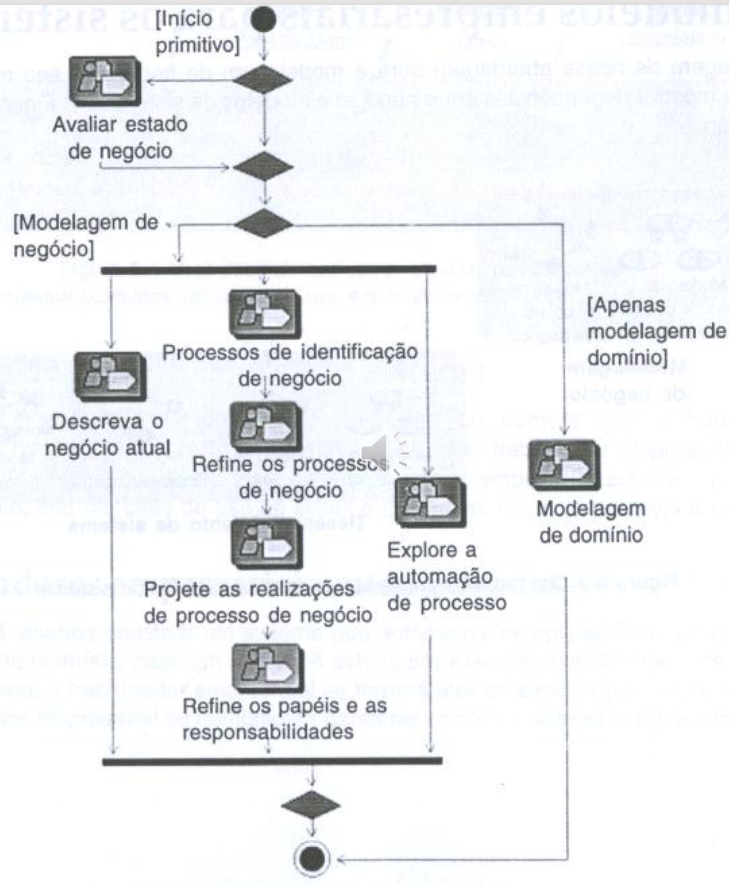 [Início
primitivo]
Avaliar estado
de negócio
[Modelagem de
negócio]
[Apenas
modelagem de
domínio]
Processos de identificação
de negócio
Descreva o
negócio atual
Refine os processos
de negócio
Modelagem
de domínio
Explore a
automação
de processo
Projete as realizações
de processo de negócio
Refine os papéis e as
responsabilidades